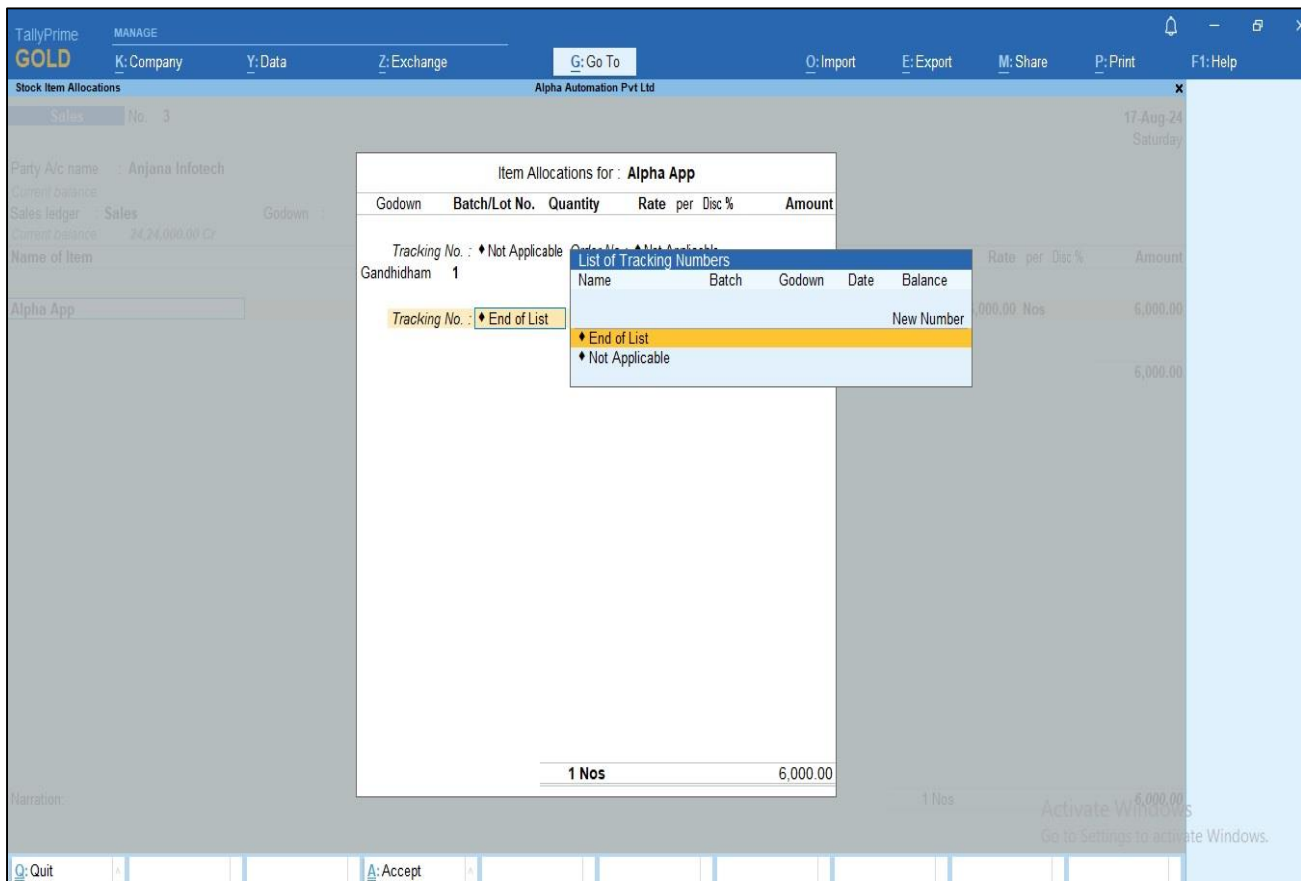 TallyPrime
GOLD
MANAGE
K: Company
Y: Data
Z: Exchange
G: Go To
O: Import
E: Export
M: Share
P: Print
F1: Help
Stock Item Allocations
Alpha Automation Pvt Ltd
x
Sales
No. 3
17-Aug-24
Saturday
Party A/c name : Anjana Infotech
Current balance
Sales ledger : Sales
Godown :
Current balance : 24,24,000.00 Cr
Name of Item
Rate per Disc %
Amount
Alpha App
,000.00 Nos
6,000.00
6,000.00
Item Allocations for : Alpha App
Godown Batch/Lot No. Quantity Rate per Disc % Amount
Tracking No. : ♦ Not Applicable Order No. : ♦ Not Applicable
Gandhidham 1
Tracking No. : ♦ End of List
List of Tracking Numbers
Name Batch Godown Date Balance
New Number
♦ End of List
♦ Not Applicable
1 Nos 6,000.00
Narration:
1 Nos
6,000.00
Activate Windows
Go to Settings to activate Windows.
Q: Quit
A: Accept